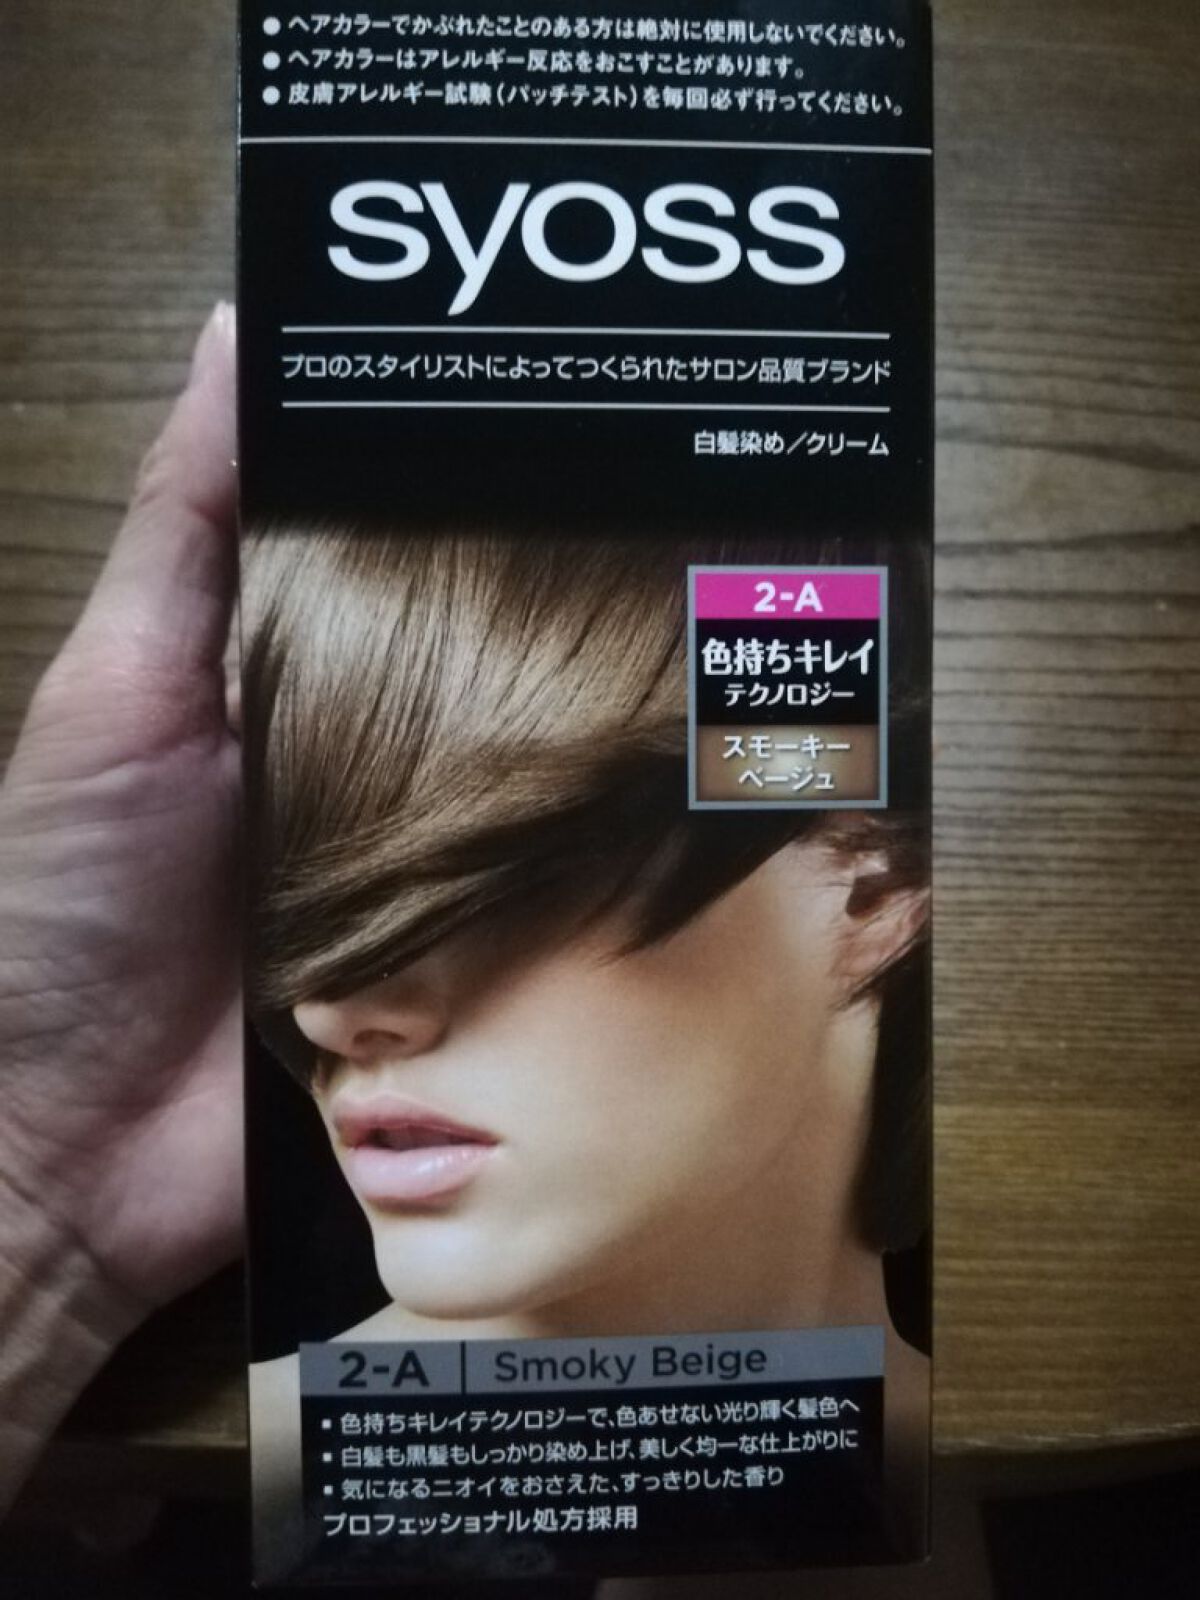 ● ヘアカラーでかぶれたことのある方は絶対に使用しないでください。
● ヘアカラーはアレルギー反応をおこすことがあります。
● 皮膚アレルギー試験(パッチテスト)を毎回必ず行ってください。
syoss
プロのスタイリストによってつくられたサロン品質ブランド
白髪染め/クリーム
2-A
色持ちキレイ
テクノロジー
スモーキー
ベージュ
2-A | Smoky Beige
▪ 色持ちキレイテクノロジーで、色あせない光り輝く髪色へ
▪ 白髪も黒髪もしっかり染め上げ、美しく均一な仕上がりに
▪ 気になるニオイをおさえた、すっきりした香り
プロフェッショナル処方採用